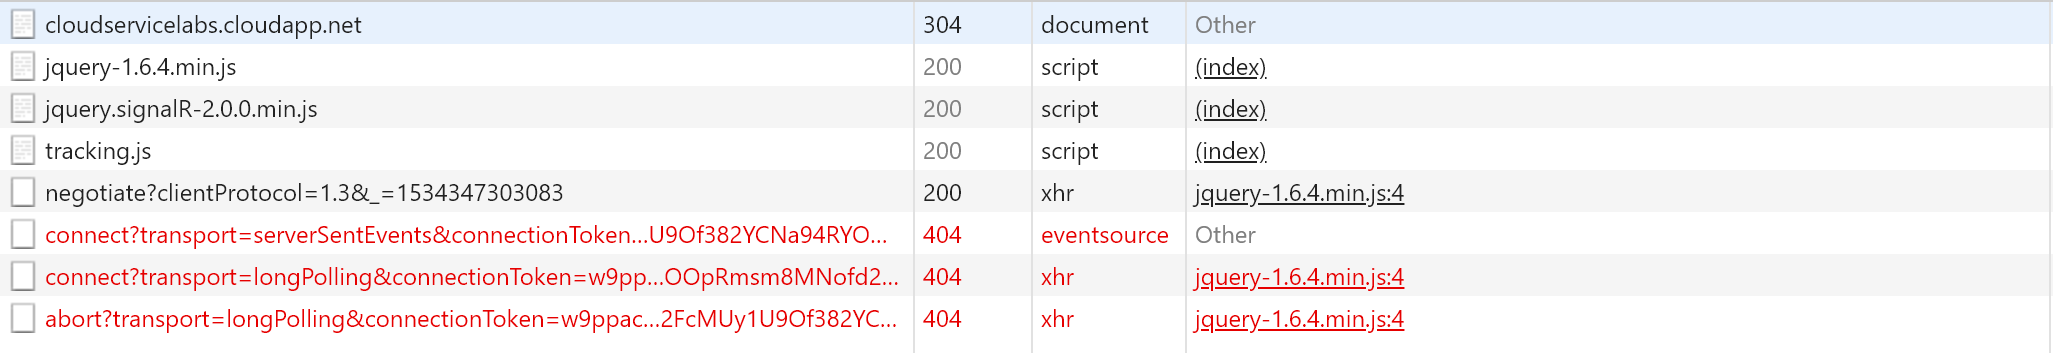 cloudservicelabs.cloudapp.net 304 document Other
jquery-1.6.4.min.js 200 script (index)
jquery.signalR-2.0.0.min.js 200 script (index)
tracking.js 200 script (index)
negotiate?clientProtocol=1.3&_=1534347303083 200 xhr jquery-1.6.4.min.js:4
connect?transport=serverSentEvents&connectionToken...U9Of382YCNa94RYO... 404 eventsource Other
connect?transport=longPolling&connectionToken=w9pp...OOpRmsm8MNofd2... 404 xhr jquery-1.6.4.min.js:4
abort?transport=longPolling&connectionToken=w9ppac...2FcMUy1U9Of382YC... 404 xhr jquery-1.6.4.min.js:4